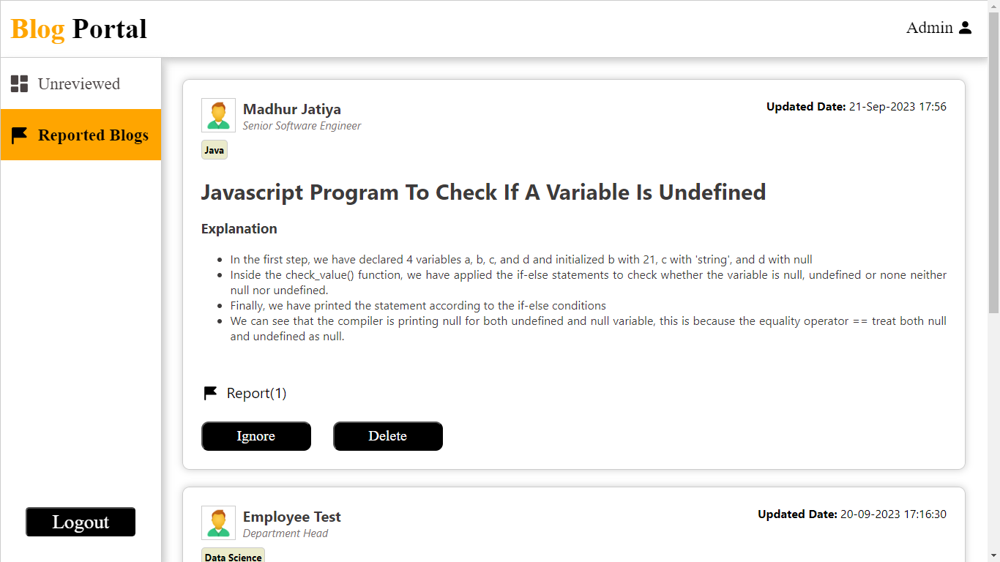 Blog Portal
Admin
Unreviewed
Reported Blogs
Logout
Madhur Jatiya
Senior Software Engineer
Updated Date: 21-Sep-2023 17:56
Java
Javascript Program To Check If A Variable Is Undefined
Explanation
In the first step, we have declared 4 variables a, b, c, and d and initialized b with 21, c with 'string', and d with null
Inside the check_value() function, we have applied the if-else statements to check whether the variable is null, undefined or none neither
null nor undefined.
Finally, we have printed the statement according to the if-else conditions
We can see that the compiler is printing null for both undefined and null variable, this is because the equality operator == treat both null
and undefined as null.
Report(1)
Ignore
Delete
Employee Test
Department Head
Updated Date: 20-09-2023 17:16:30
Data Science